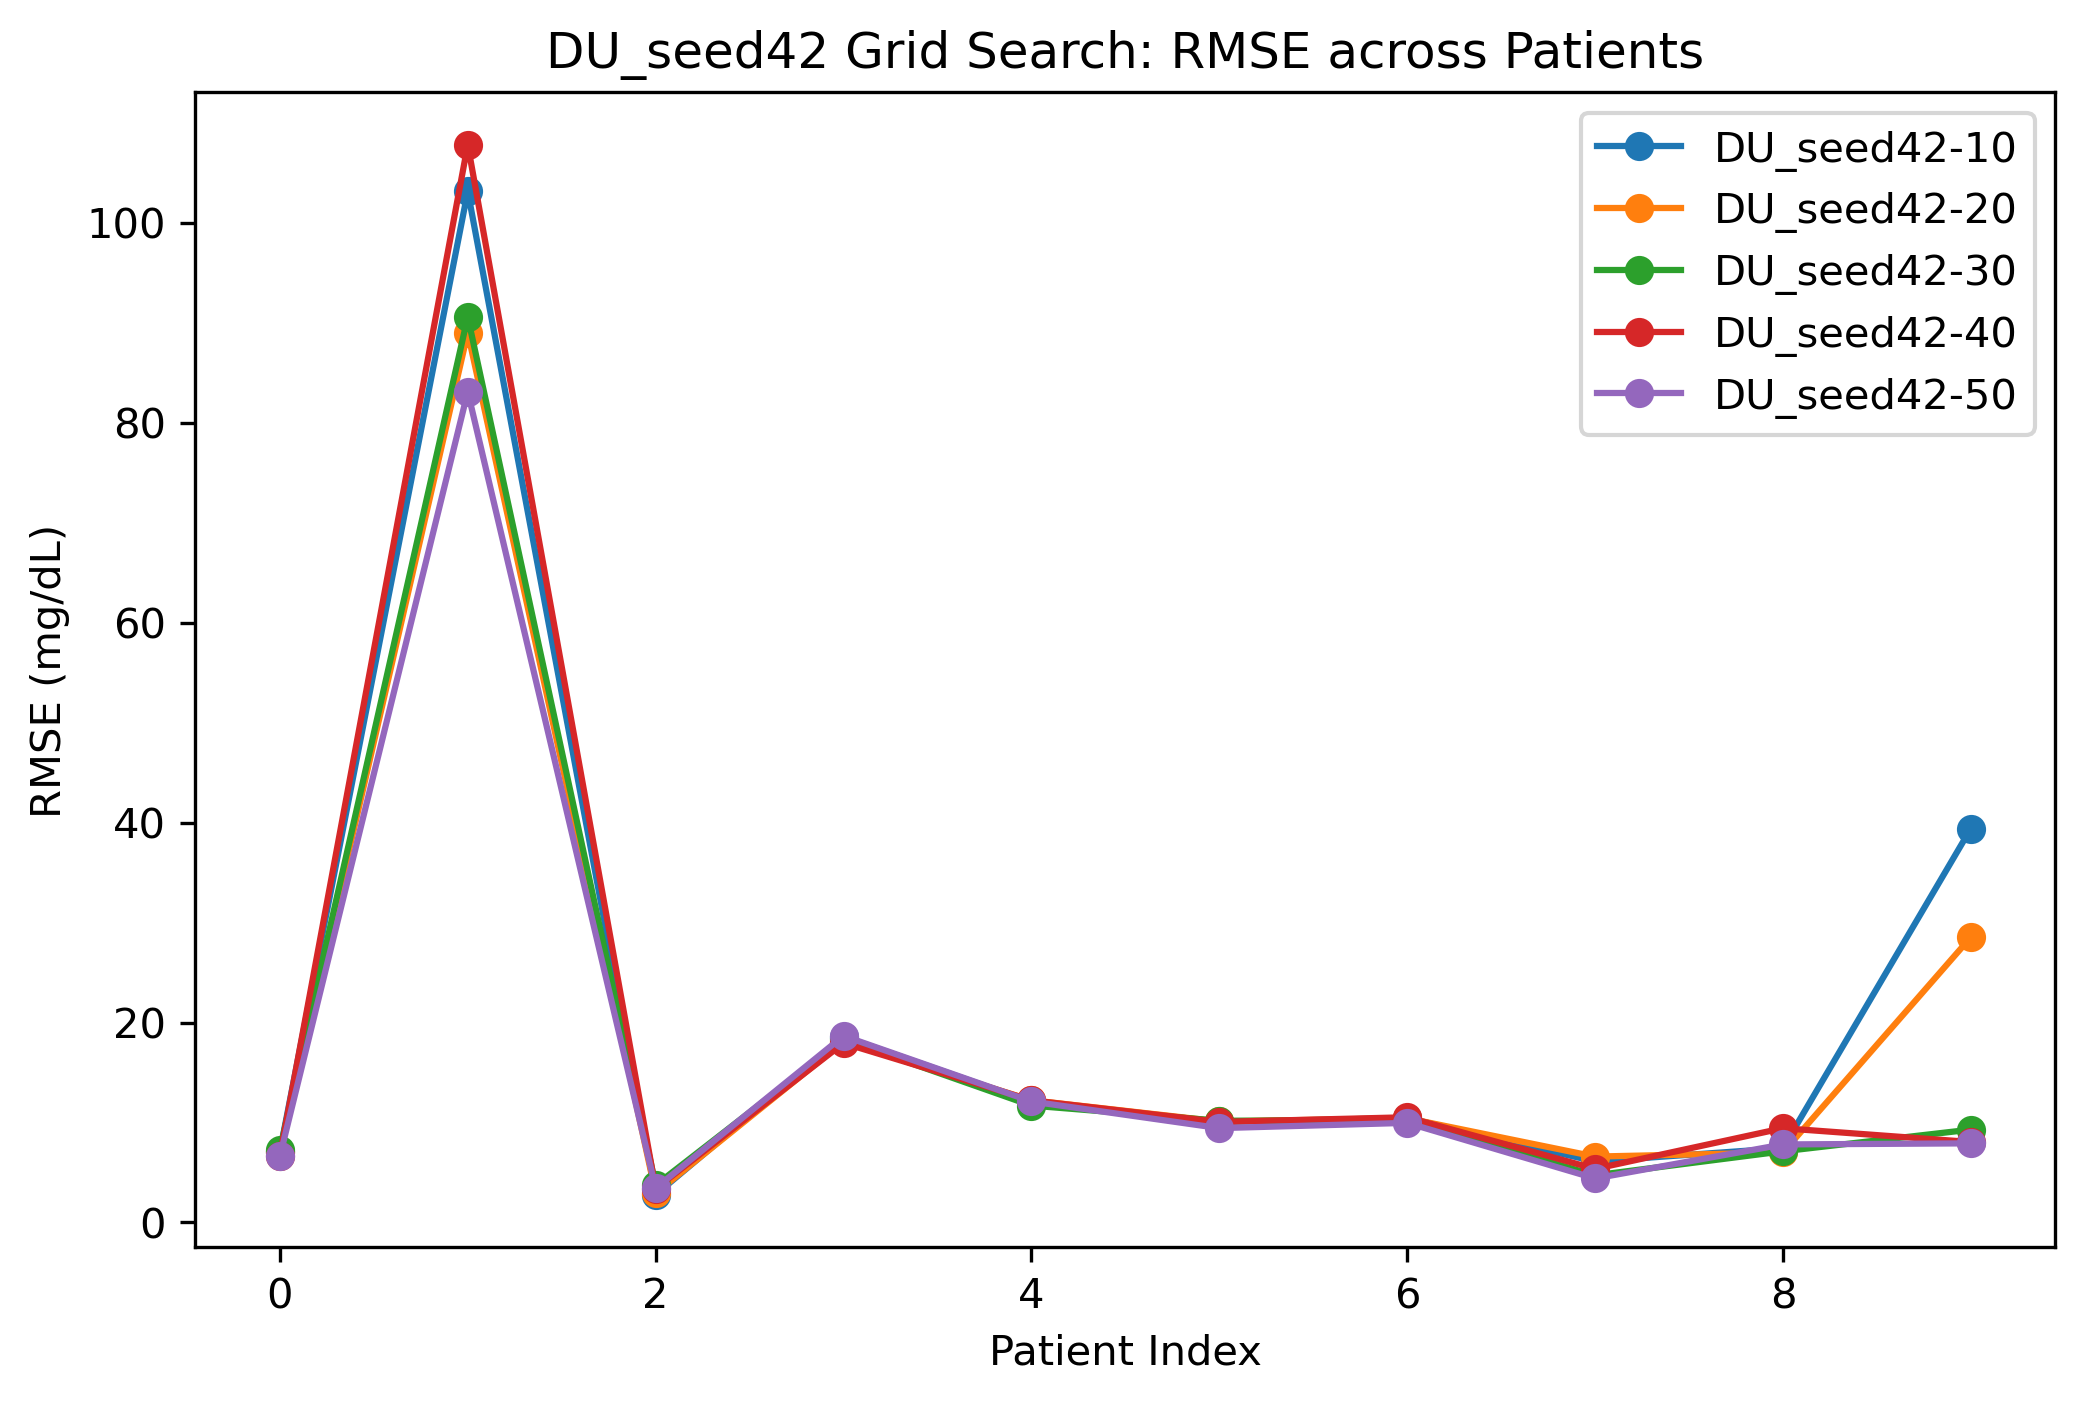 DU_seed42 Grid Search: RMSE across Patients
DU_seed42-10
DU_seed42-20
DU_seed42-30
DU_seed42-40
DU_seed42-50
RMSE (mg/dL)
100
80
60
40
20
0
0 2 4 6 8
Patient Index